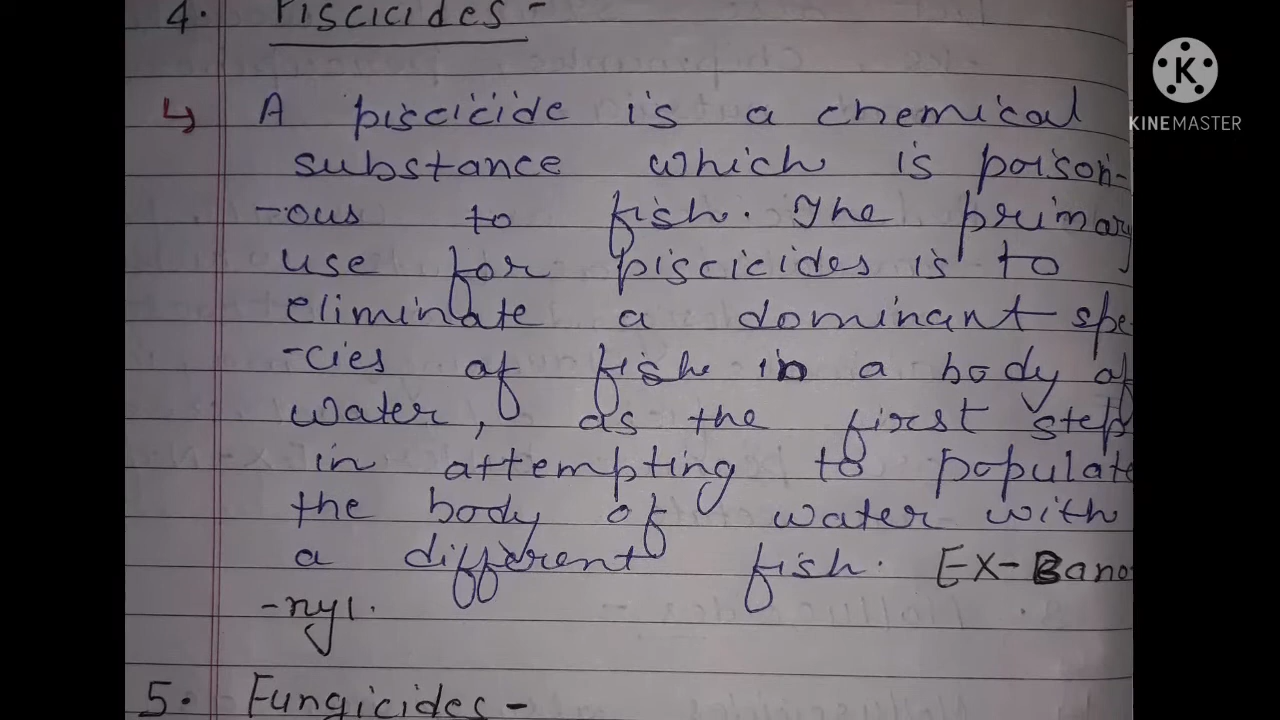 4. Piscicides -
↳ A piscicide is a chemical
substance which is poison-
-ous to fish. The primary
use for piscicides is to
eliminate a dominant spe
-cies of fish in a body of
water, as the first step
in attempting to populate
the body of water with
a different fish. EX- Bano
-nyl.
5. Fungicides -
K
KINEMASTER